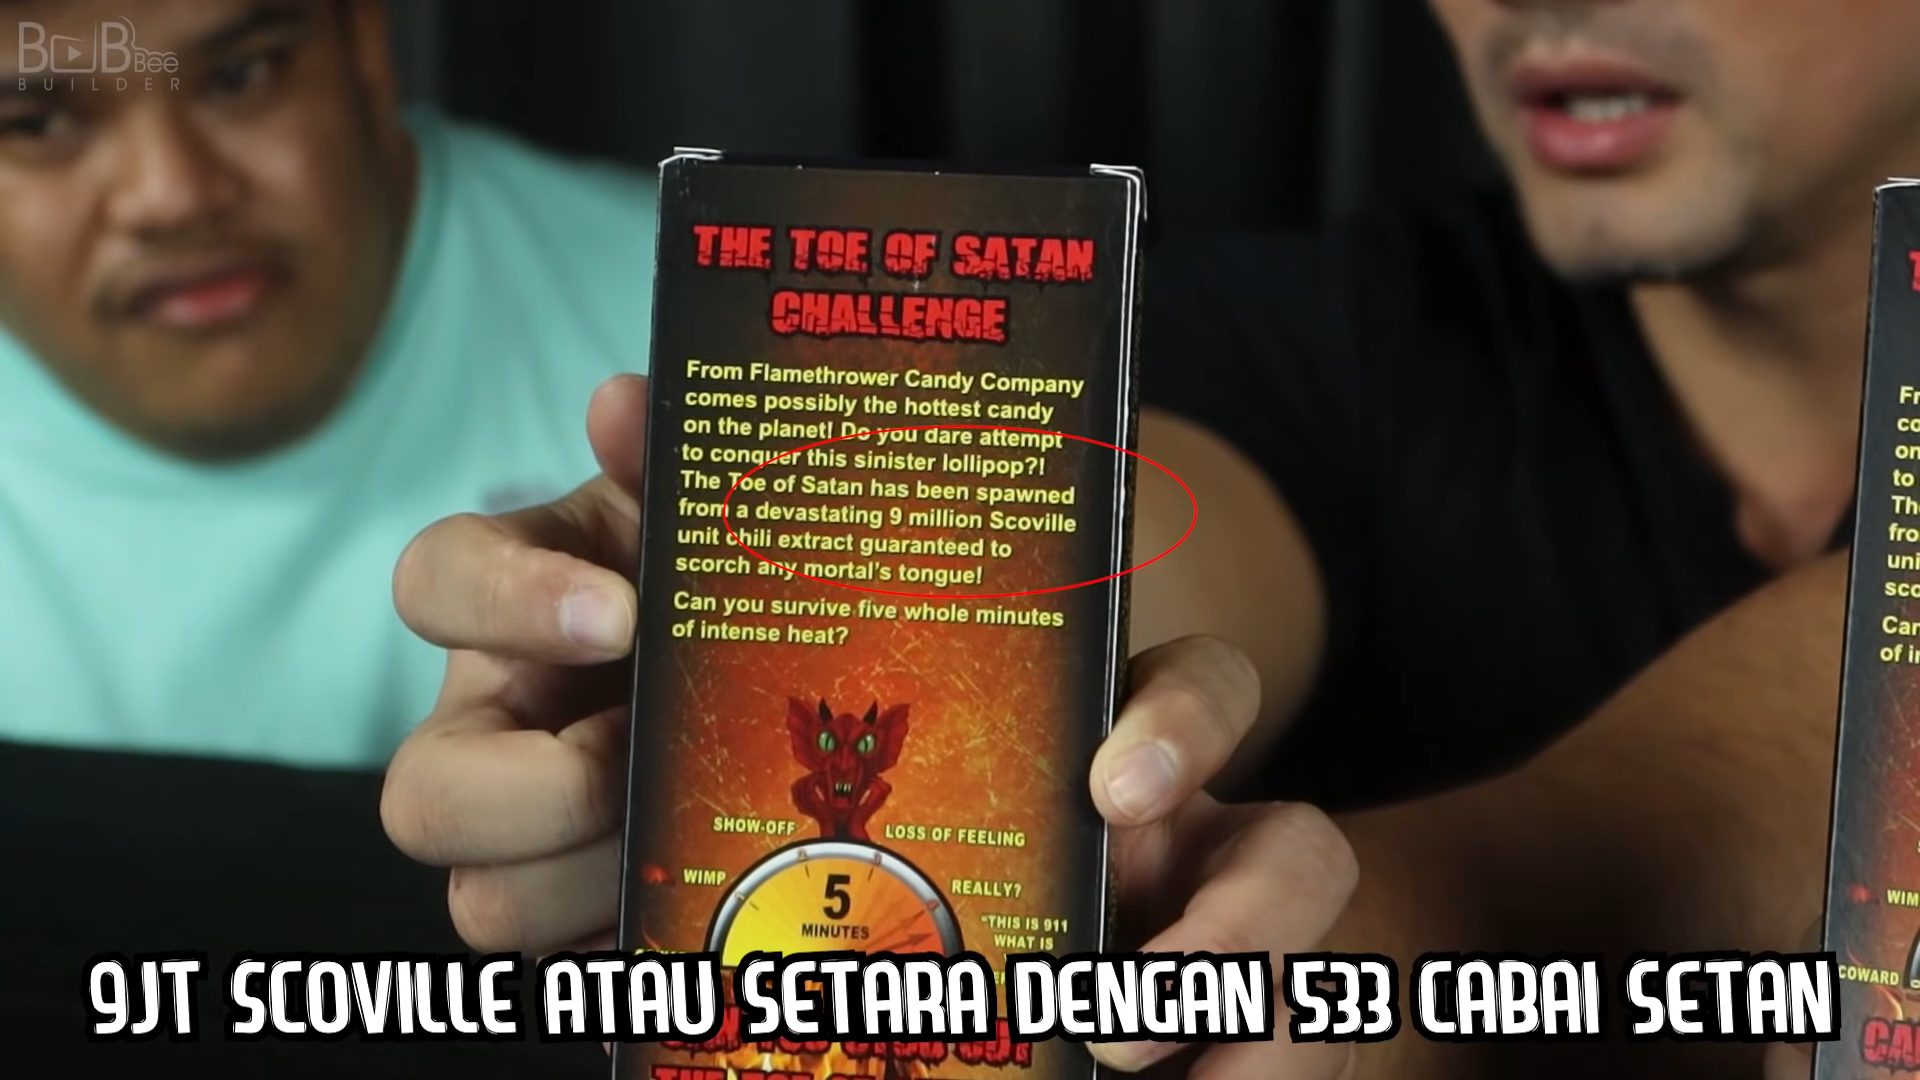 BOB Bee
BUILDER
THE TOE OF SATAN
CHALLENGE
From Flamethrower Candy Company
comes possibly the hottest candy
on the planet! Do you dare attempt
to conquer this sinister lollipop?!
The Toe of Satan has been spawned
from a devastating 9 million Scoville
unit chili extract guaranteed to
scorch any mortal's tongue!
Can you survive five whole minutes
of intense heat?
SHOW-OFF
LOSS OF FEELING
WIMP
REALLY?
5
MINUTES
"THIS IS 911
WHAT IS
COWARD
9JT SCOVILLE ATAU SETARA DENGAN 533 CABAI SETAN